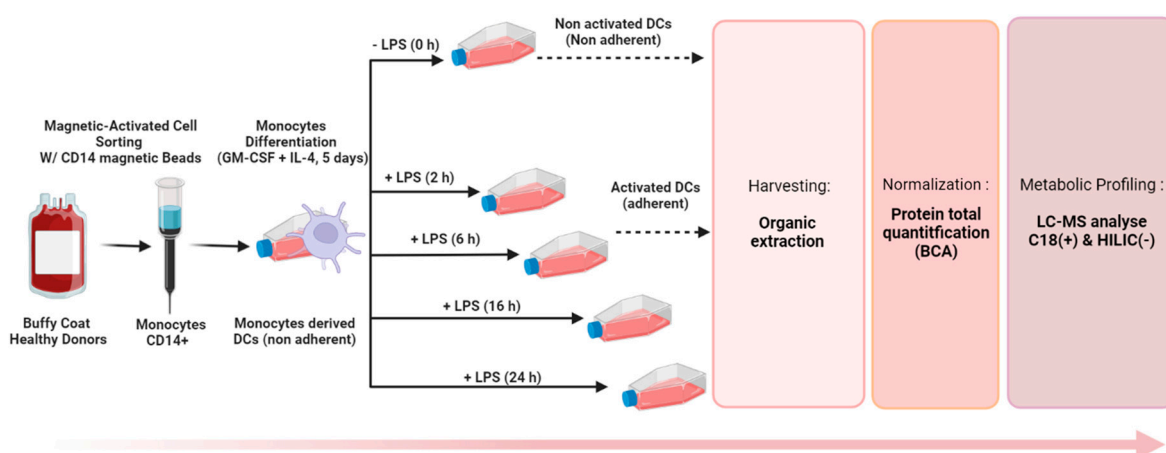 Magnetic-Activated Cell
Sorting
W/ CD14 magnetic Beads
Buffy Coat
Healthy Donors
Monocytes
CD14+
Monocytes
Differentiation
(GM-CSF + IL-4, 5 days)
Monocytes derived
DCs (non adherent)
- LPS (0 h)
+ LPS (2 h)
+ LPS (6 h)
+ LPS (16 h)
+ LPS (24 h)
Non activated DCs
(Non adherent)
Activated DCs
(adherent)
Harvesting:
Organic
extraction
Normalization :
Protein total
quantitfication
(BCA)
Metabolic Profiling :
LC-MS analyse
C18(+) & HILIC(-)